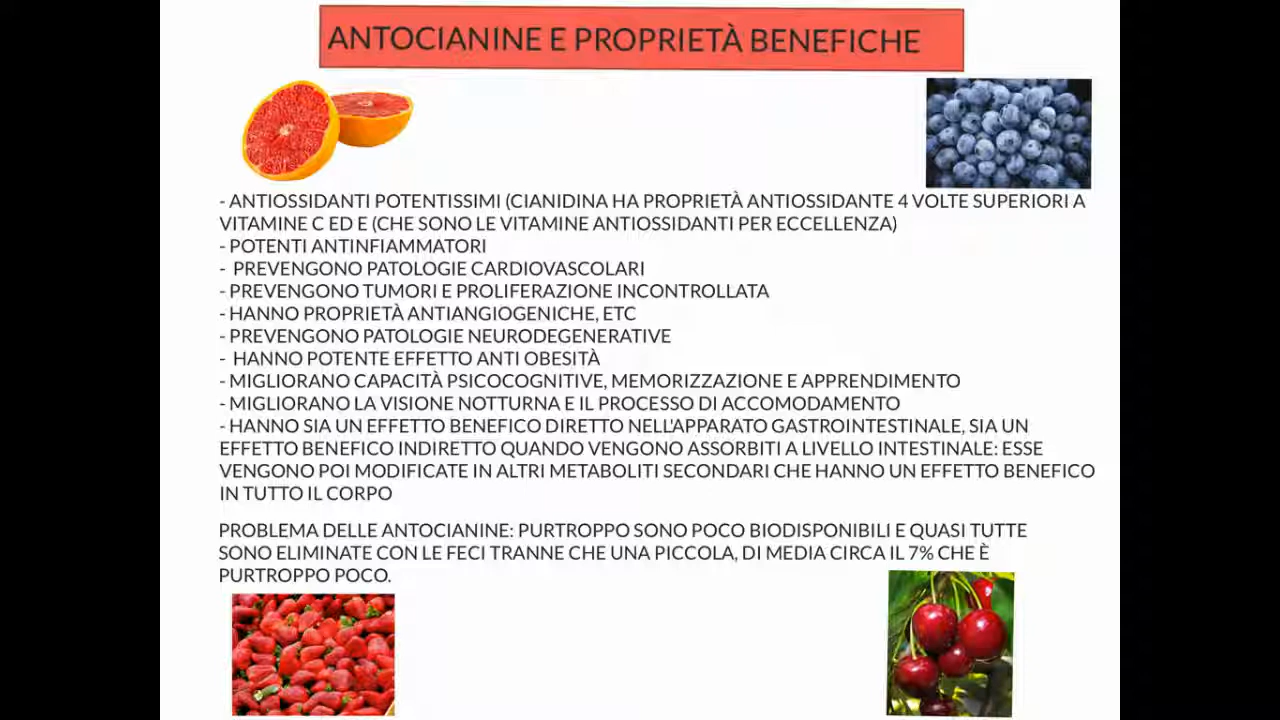 ANTOCIANINE E PROPRIETÀ BENEFICHE
- ANTIOSSIDANTI POTENTISSIMI (CIANIDINA HA PROPRIETÀ ANTIOSSIDANTE 4 VOLTE SUPERIORI A
VITAMINE C ED E (CHE SONO LE VITAMINE ANTIOSSIDANTI PER ECCELLENZA)
- POTENTI ANTINFIAMMATORI
- PREVENGONO PATOLOGIE CARDIOVASCOLARI
- PREVENGONO TUMORI E PROLIFERAZIONE INCONTROLLATA
- HANNO PROPRIETÀ ANTIANGIOGENICHE, ETC
- PREVENGONO PATOLOGIE NEURODEGENERATIVE
- HANNO POTENTE EFFETTO ANTI OBESITÀ
- MIGLIORANO CAPACITÀ PSICOCOGNITIVE, MEMORIZZAZIONE E APPRENDIMENTO
- MIGLIORANO LA VISIONE NOTTURNA E IL PROCESSO DI ACCOMODAMENTO
- HANNO SIA UN EFFETTO BENEFICO DIRETTO NELL'APPARATO GASTROINTESTINALE, SIA UN
EFFETTO BENEFICO INDIRETTO QUANDO VENGONO ASSORBITI A LIVELLO INTESTINALE: ESSE
VENGONO POI MODIFICATE IN ALTRI METABOLITI SECONDARI CHE HANNO UN EFFETTO BENEFICO
IN TUTTO IL CORPO
PROBLEMA DELLE ANTOCIANINE: PURTROPPO SONO POCO BIODISPONIBILI E QUASI TUTTE
SONO ELIMINATE CON LE FECI TRANNE CHE UNA PICCOLA, DI MEDIA CIRCA IL 7% CHE È
PURTROPPO POCO.